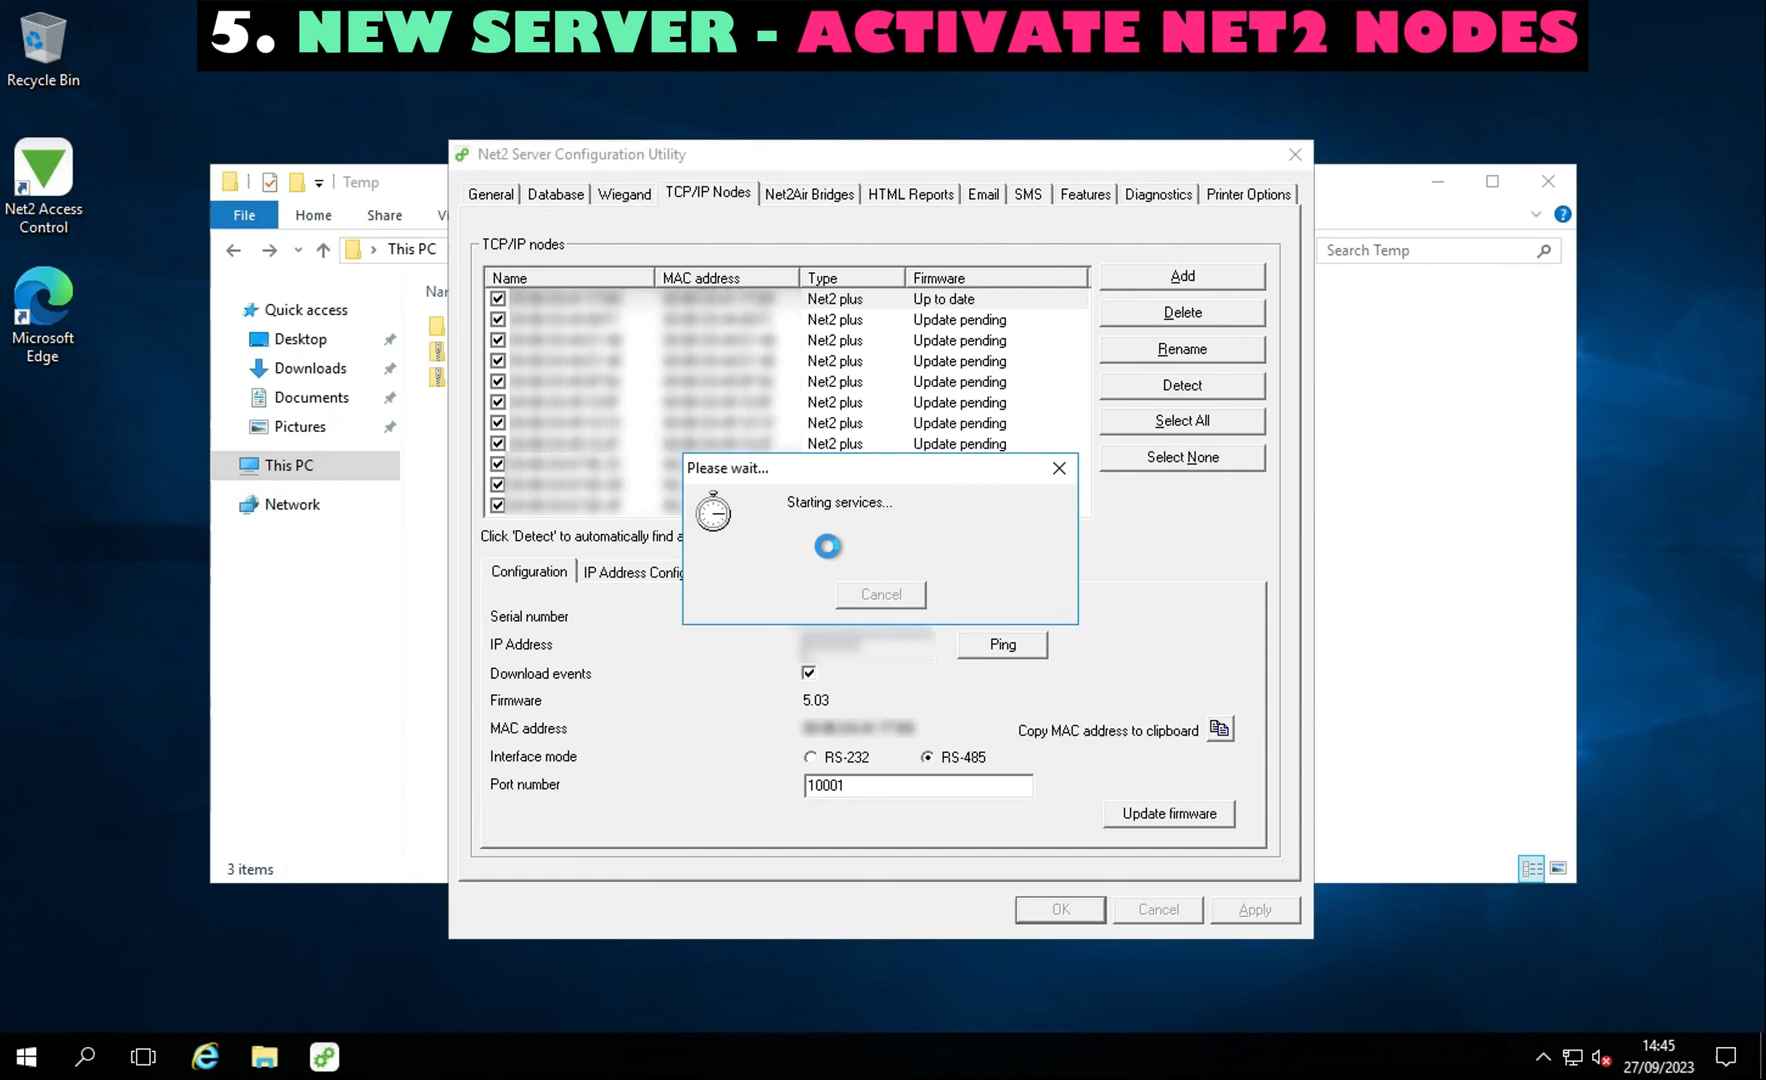 5. NEW SERVER - ACTIVATE NET2 NODES
Recycle Bin
Net2 Access
Control
Microsoft
Edge
Temp
File
Home
Share
This PC
Search Temp
Quick access
Desktop
Downloads
Documents
Pictures
This PC
Network
3 items
Net2 Server Configuration Utility
General
Database
Wiegand
TCP/IP Nodes
Net2Air Bridges
HTML Reports
Email
SMS
Features
Diagnostics
Printer Options
TCP/IP nodes
Name
MAC address
Type
Firmware
Net2 plus
Up to date
Net2 plus
Update pending
Net2 plus
Update pending
Net2 plus
Update pending
Net2 plus
Update pending
Net2 plus
Update pending
Net2 plus
Update pending
Net2 plus
Update pending
Add
Delete
Rename
Detect
Select All
Select None
Click 'Detect' to automatically find
Please wait...
Starting services...
Cancel
Configuration
IP Address
Serial number
IP Address
Ping
Download events
Firmware
5.03
MAC address
Copy MAC address to clipboard
Interface mode
RS-232
RS-485
Port number
10001
Update firmware
OK
Cancel
Apply
14:45
27/09/2023